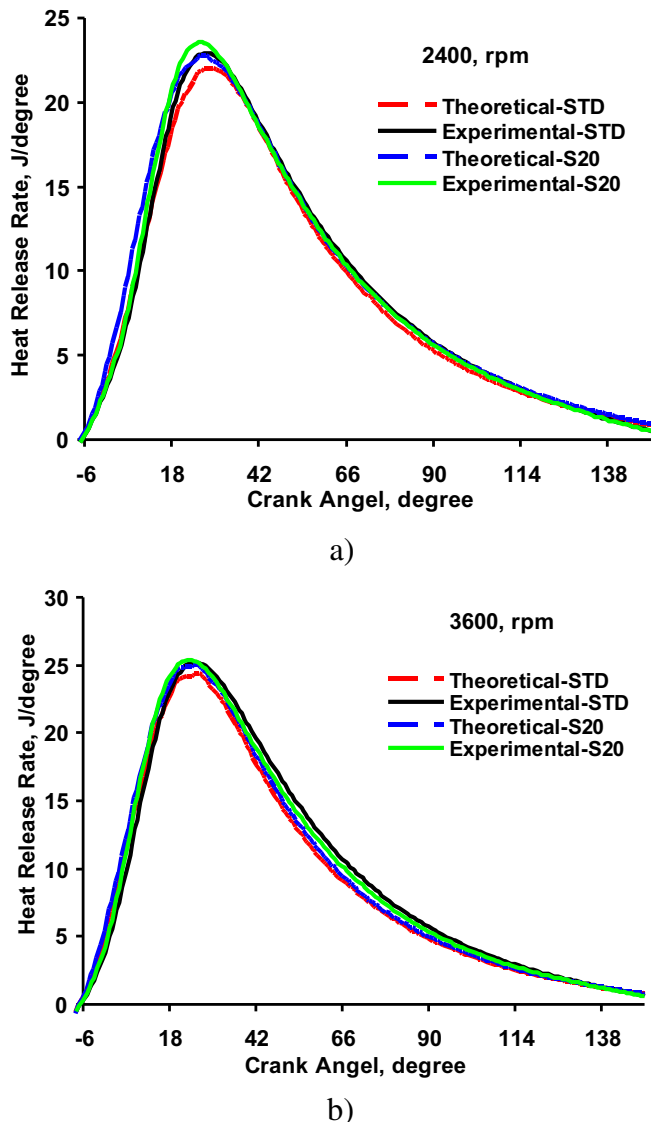 25
2400, rpm
20
Theoretical-STD
Experimental-STD
Theoretical-S20
Experimental-S20
15
10
5
0
Heat Release Rate, J/degree
-6 18 42 66 90 114 138
Crank Angel, degree
a)
30
3600, rpm
25
Theoretical-STD
Experimental-STD
Theoretical-S20
Experimental-S20
20
15
10
5
0
Heat Release Rate, J/degree
-6 18 42 66 90 114 138
Crank Angel, degree
b)